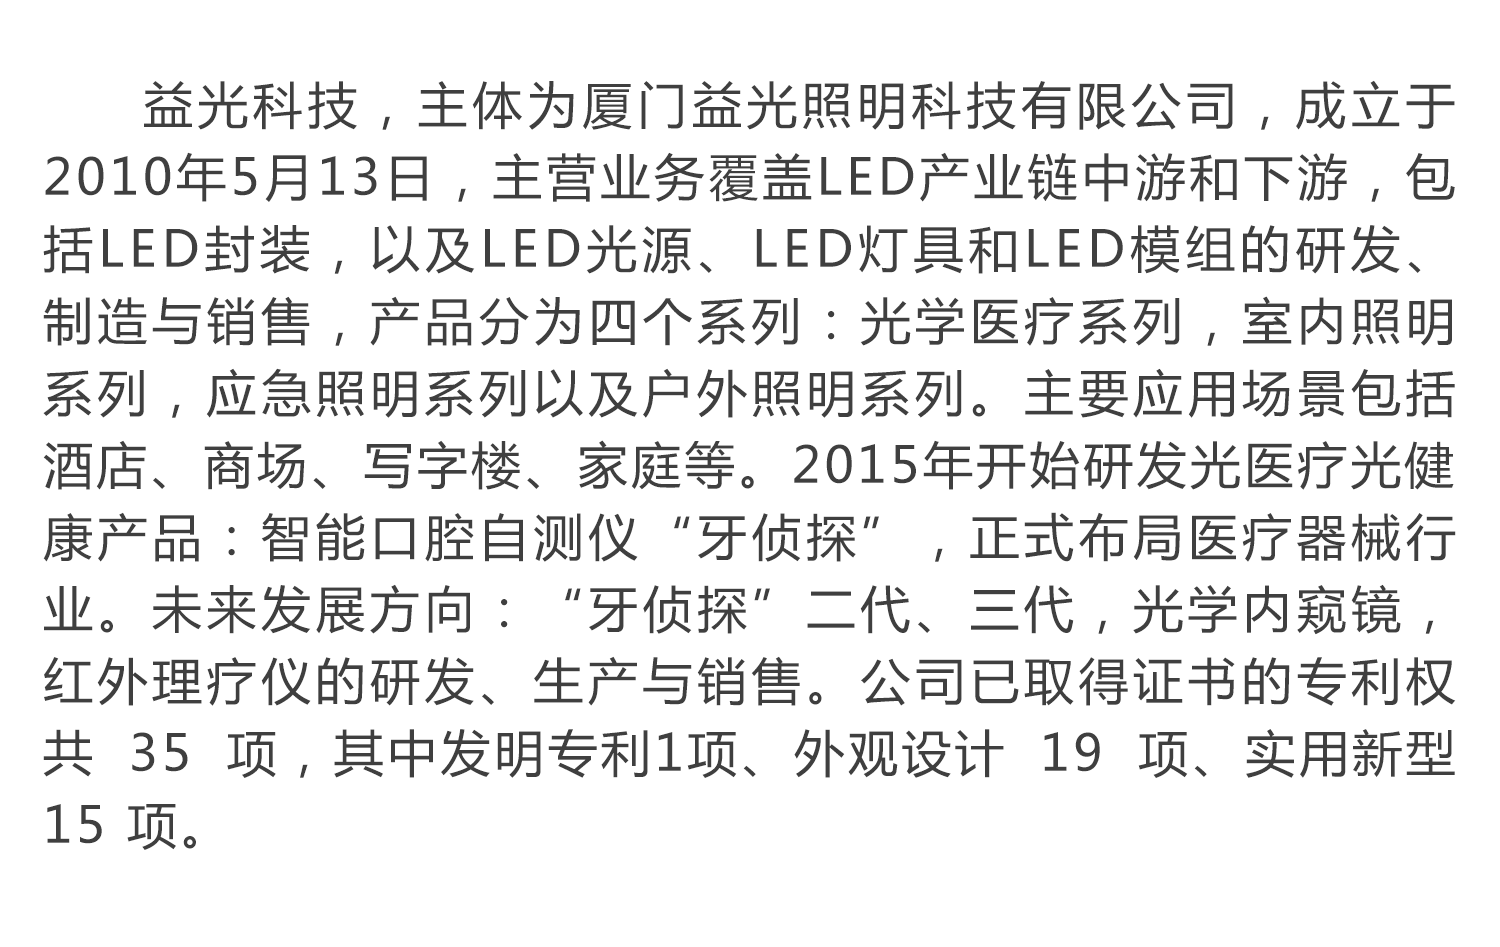 益光科技，主体为厦门益光照明科技有限公司，成立于
2010年5月13日，主营业务覆盖LED产业链中游和下游，包
括LED封装，以及LED光源、LED灯具和LED模组的研发、
制造与销售，产品分为四个系列：光学医疗系列，室内照明
系列，应急照明系列以及户外照明系列。主要应用场景包括
酒店、商场、写字楼、家庭等。2015年开始研发光医疗光健
康产品：智能口腔自测仪“牙侦探”，正式布局医疗器械行
业。未来发展方向：“牙侦探”二代、三代，光学内窥镜，
红外理疗仪的研发、生产与销售。公司已取得证书的专利权
共 35 项，其中发明专利1项、外观设计 19 项、实用新型
15 项。